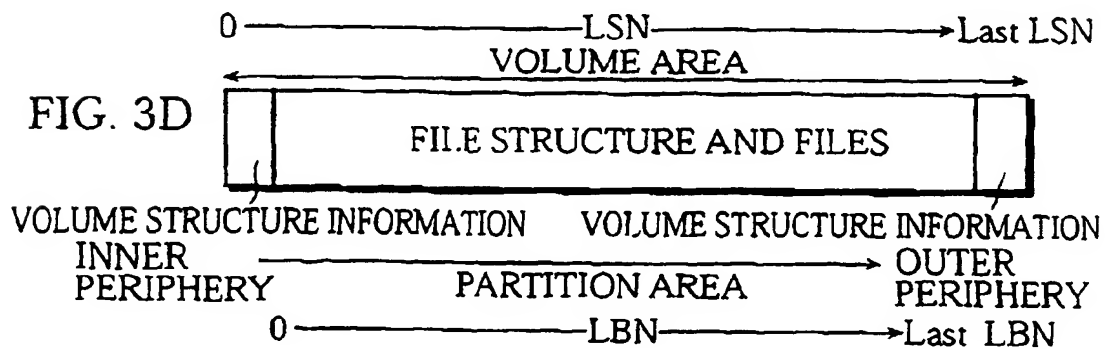 0 LSN Last LSN
VOLUME AREA
FIG. 3D
FILE STRUCTURE AND FILES
VOLUME STRUCTURE INFORMATION VOLUME STRUCTURE INFORMATION
INNER PERIPHERY
PARTITION AREA
OUTER PERIPHERY
0 LBN Last LBN